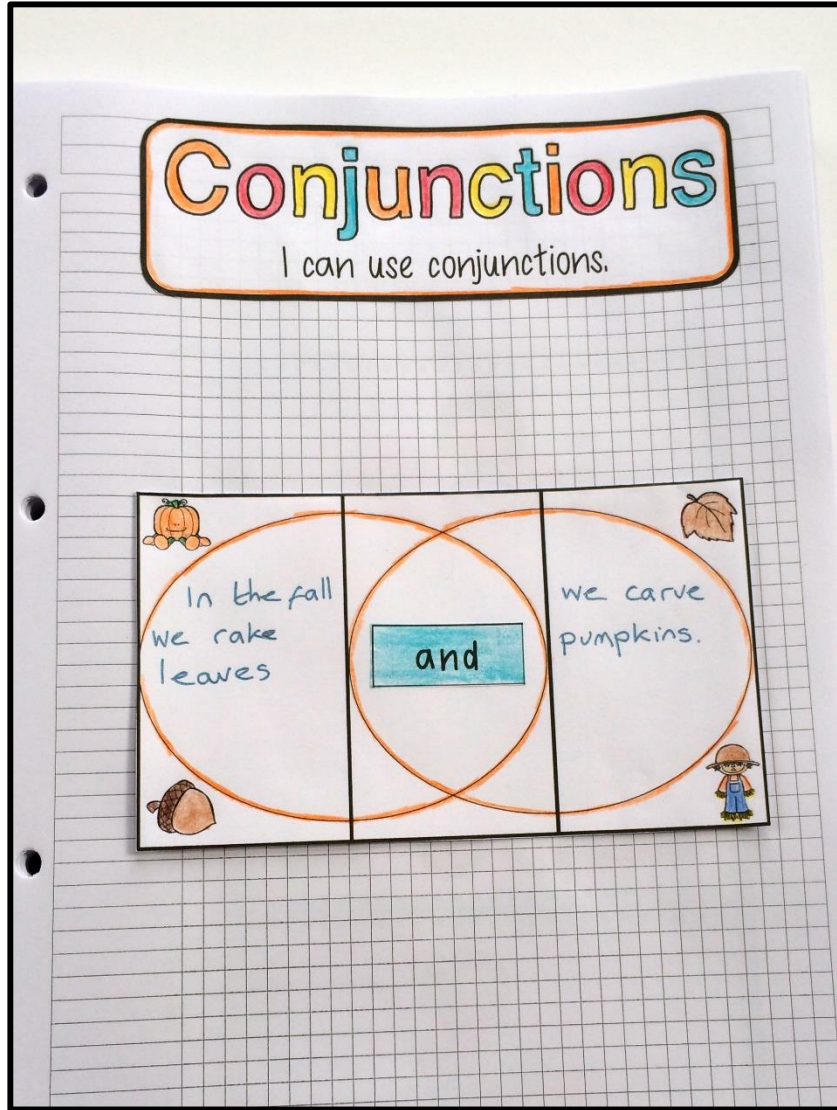 Conjunctions
I can use conjunctions.
In the fall
we rake
leaves
and
we carve
pumpkins.